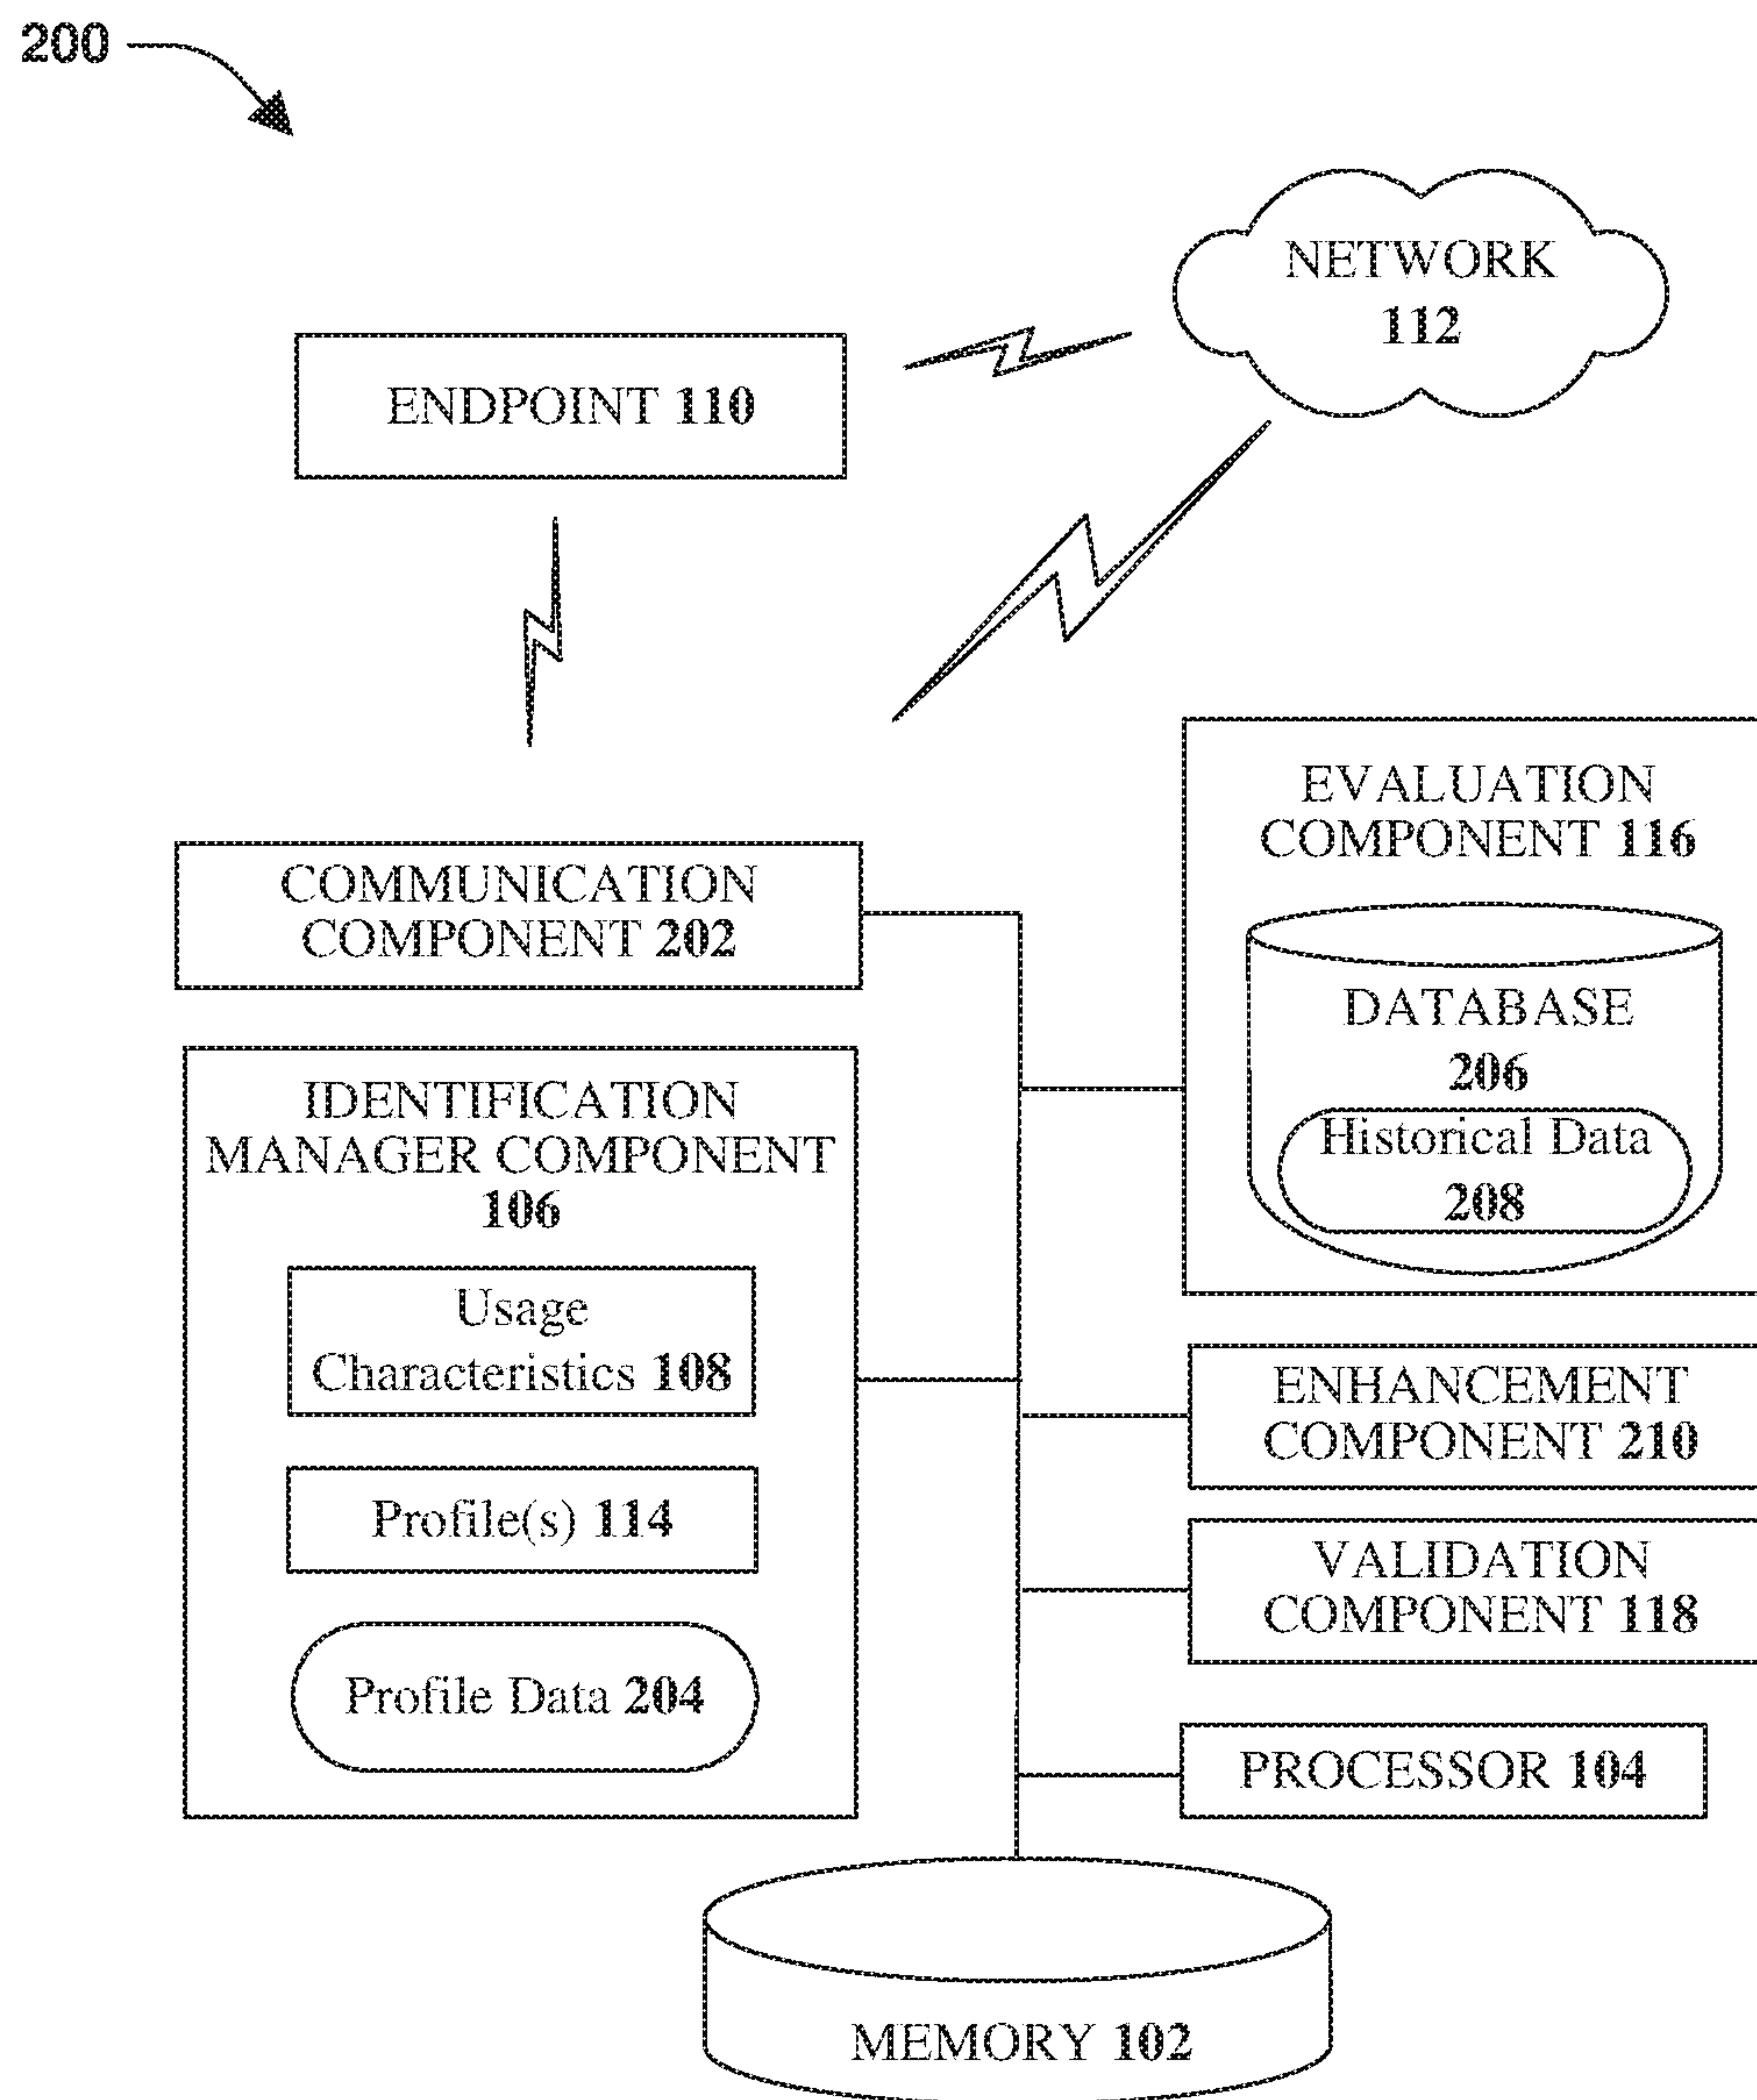 200
NETWORK
112
ENDPOINT 110
COMMUNICATION
COMPONENT 202
EVALUATION
COMPONENT 116
DATABASE
206
Historical Data
208
IDENTIFICATION
MANAGER COMPONENT
106
Usage
Characteristics 108
Profile(s) 114
Profile Data 204
ENHANCEMENT
COMPONENT 210
VALIDATION
COMPONENT 118
PROCESSOR 104
MEMORY 102